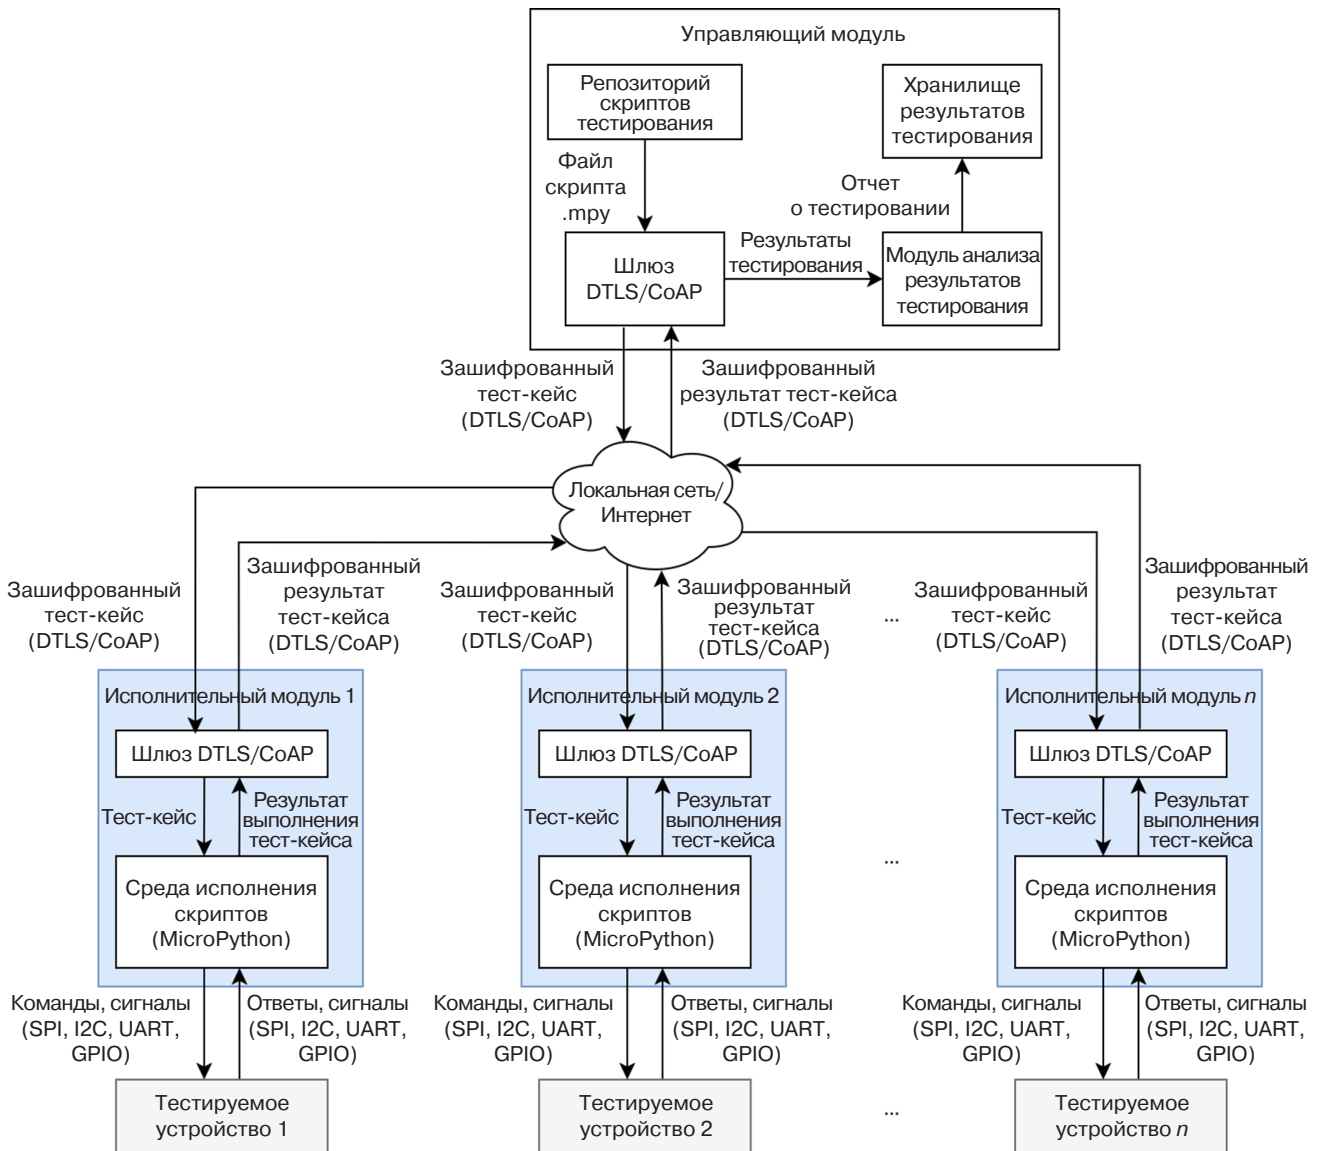 Управляющий модуль
Репозиторий
скриптов
тестирования
Хранилище
результатов
тестирования
Файл
скрипта
.mpy
Отчет
о тестировании
Шлюз
DTLS/CoAP
Результаты
тестирования
Модуль анализа
результатов
тестирования
Зашифрованный
тест-кейс
(DTLS/CoAP)
Зашифрованный
результат тест-кейса
(DTLS/CoAP)
Локальная сеть/
Интернет
Зашифрованный
тест-кейс
(DTLS/CoAP)
Зашифрованный
результат
тест-кейса
(DTLS/CoAP)
Зашифрованный
тест-кейс
(DTLS/CoAP)
Зашифрованный
результат
тест-кейса
(DTLS/CoAP)
...
Зашифрованный
тест-кейс
(DTLS/CoAP)
Зашифрованный
результат
тест-кейса
(DTLS/CoAP)
Исполнительный модуль 1
Шлюз DTLS/CoAP
Тест-кейс
Результат
выполнения
тест-кейса
Среда исполнения
скриптов
(MicroPython)
Исполнительный модуль 2
Шлюз DTLS/CoAP
Тест-кейс
Результат
выполнения
тест-кейса
Среда исполнения
скриптов
(MicroPython)
...
Исполнительный модуль n
Шлюз DTLS/CoAP
Тест-кейс
Результат
выполнения
тест-кейса
Среда исполнения
скриптов
(MicroPython)
Команды, сигналы
(SPI, I2C, UART,
GPIO)
Ответы, сигналы
(SPI, I2C, UART,
GPIO)
Команды, сигналы
(SPI, I2C, UART,
GPIO)
Ответы, сигналы
(SPI, I2C, UART,
GPIO)
Команды, сигналы
(SPI, I2C, UART,
GPIO)
Ответы, сигналы
(SPI, I2C, UART,
GPIO)
Тестируемое
устройство 1
Тестируемое
устройство 2
...
Тестируемое
устройство n